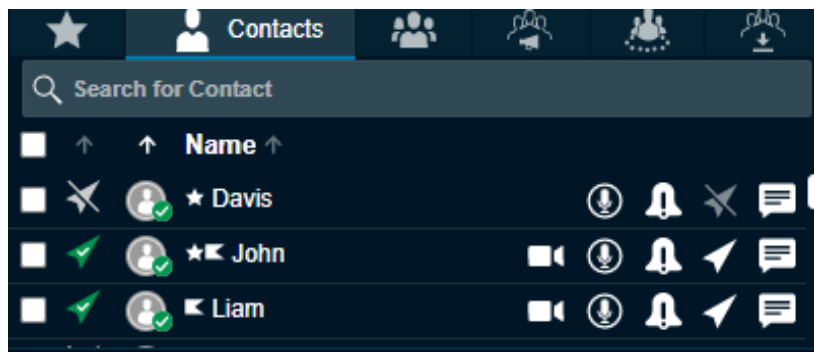 Contacts
Search for Contact
Name
Davis
John
Liam